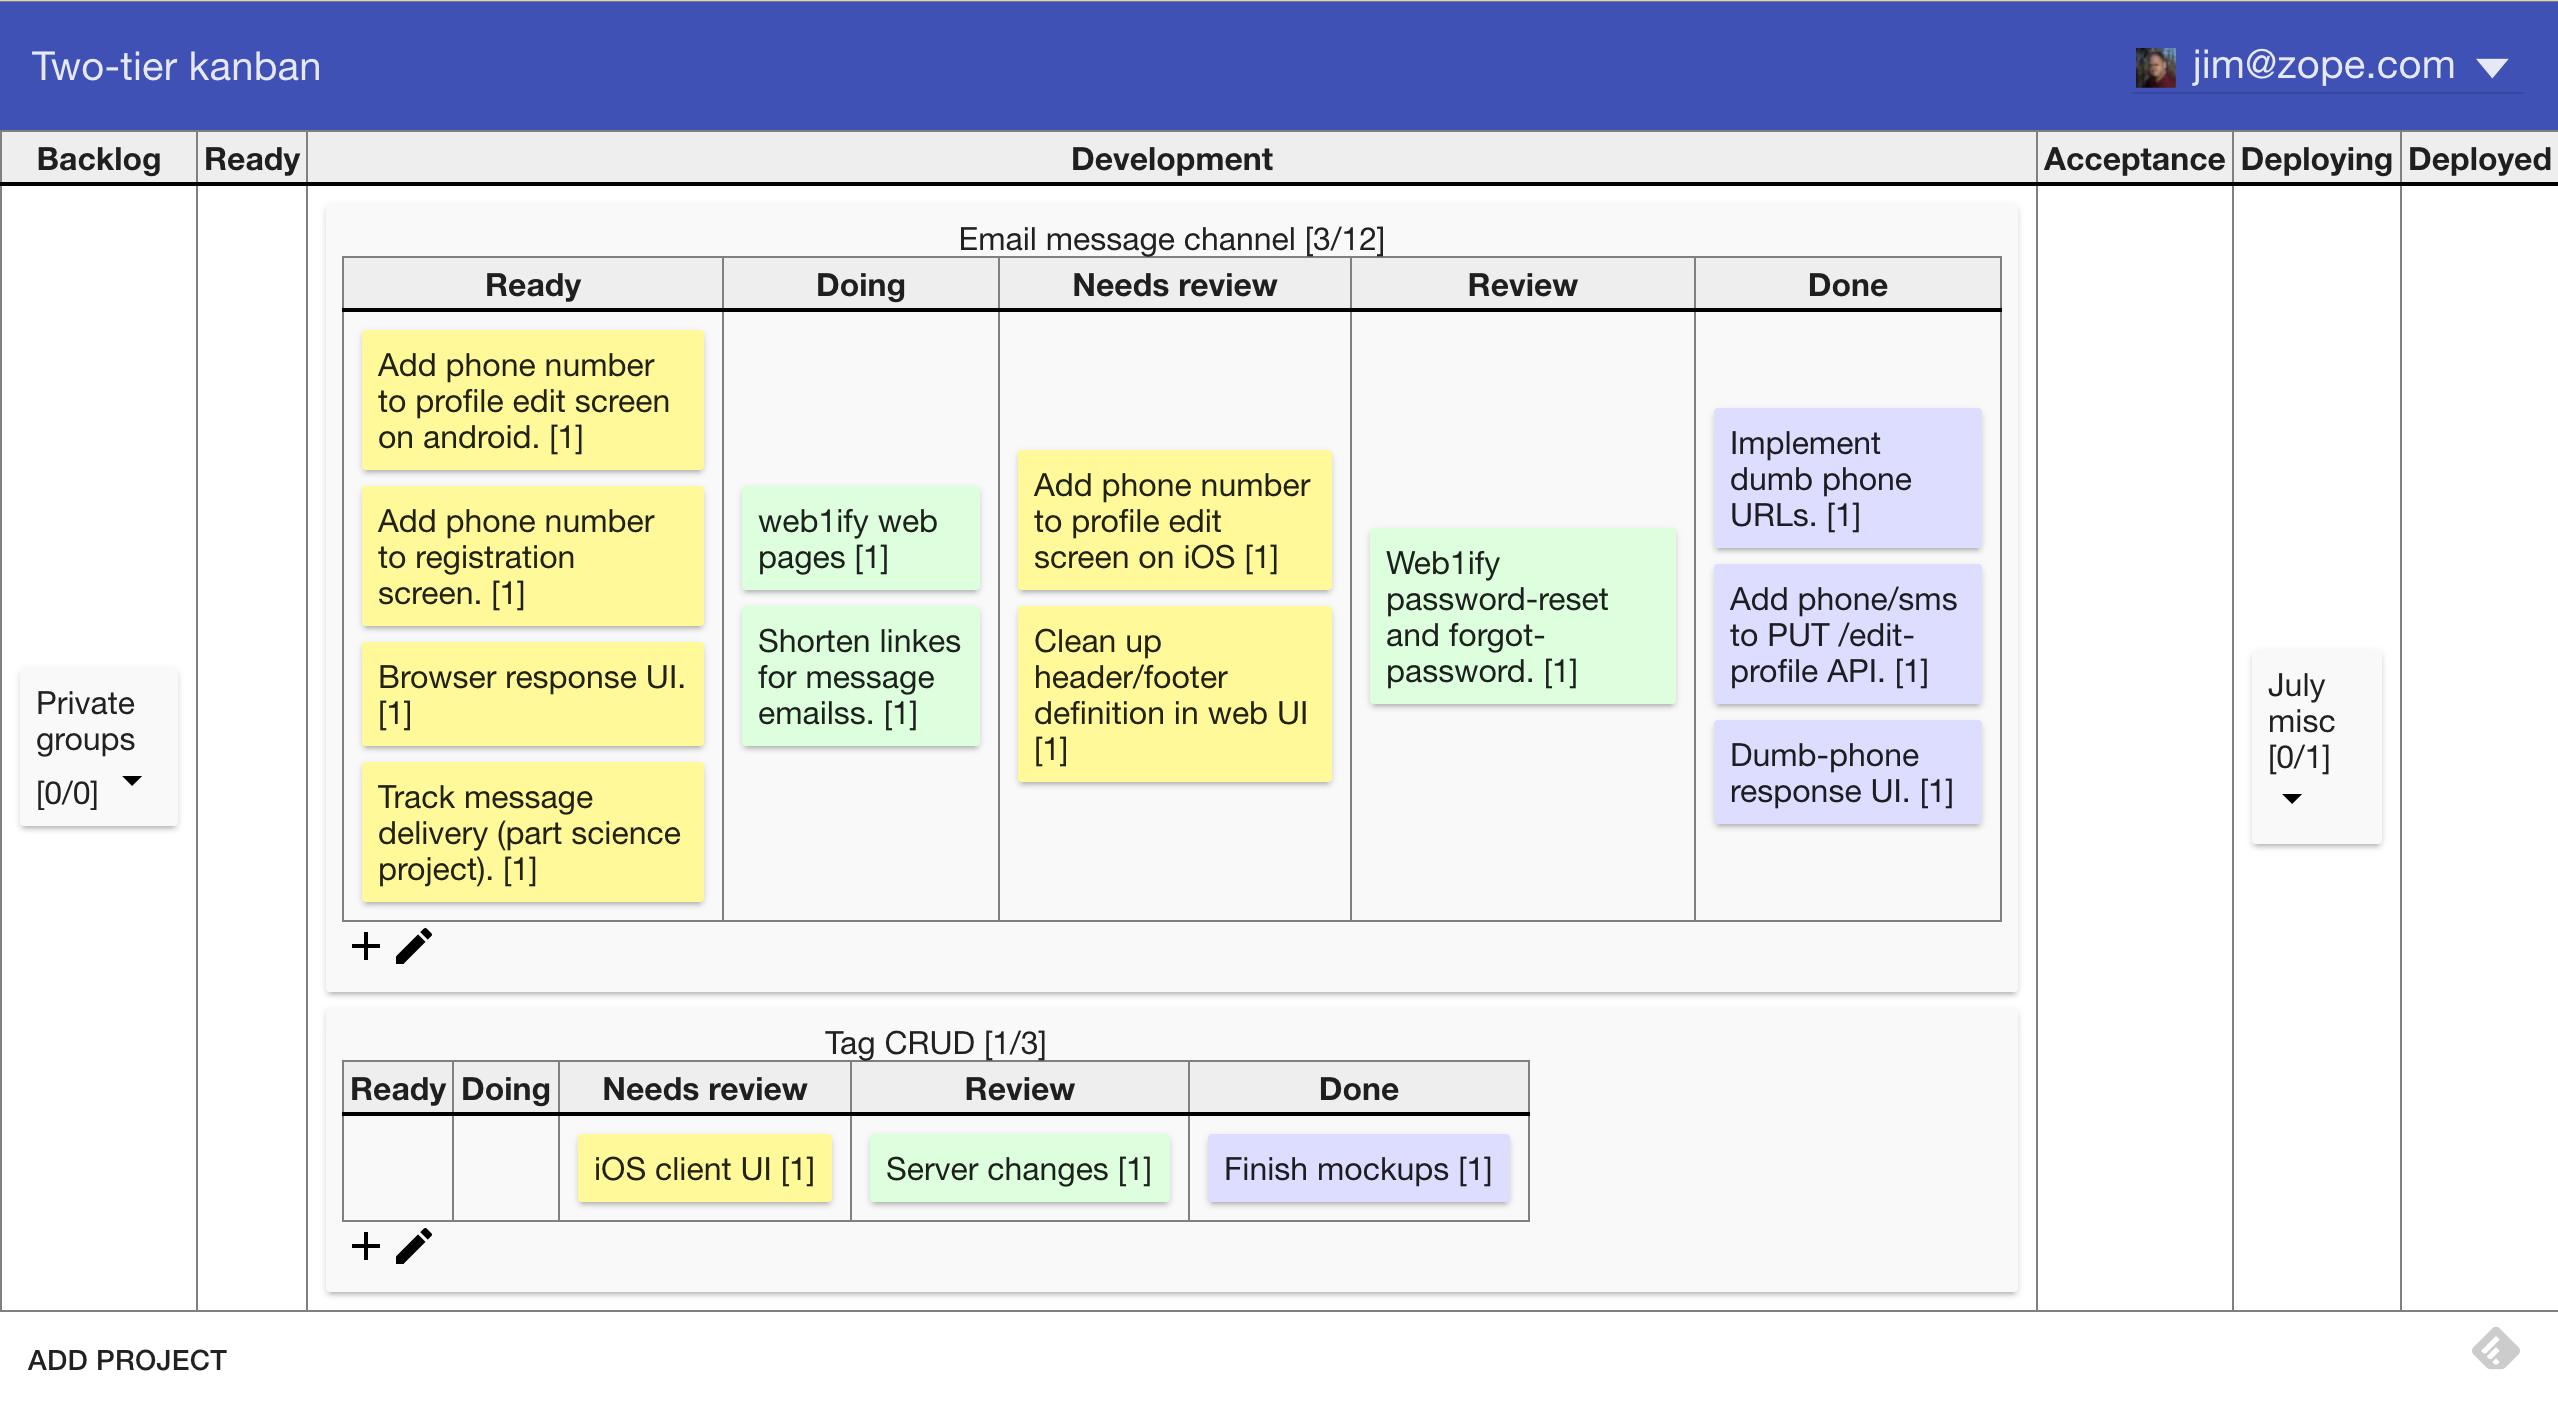 Two-tier kanban
jim@zope.com
Backlog
Ready
Development
Acceptance
Deploying
Deployed
Private
groups
[0/0]
Email message channel [3/12]
Ready
Doing
Needs review
Review
Done
Add phone number
to profile edit screen
on android. [1]
Add phone number
to registration
screen. [1]
Browser response UI.
[1]
Track message
delivery (part science
project). [1]
web1ify web
pages [1]
Shorten linkes
for message
emailss. [1]
Add phone number
to profile edit
screen on iOS [1]
Clean up
header/footer
definition in web UI
[1]
Web1ify
password-reset
and forgot-
password. [1]
Implement
dumb phone
URLs. [1]
Add phone/sms
to PUT /edit-
profile API. [1]
Dumb-phone
response UI. [1]
Tag CRUD [1/3]
Ready
Doing
Needs review
Review
Done
iOS client UI [1]
Server changes [1]
Finish mockups [1]
July
misc
[0/1]
ADD PROJECT